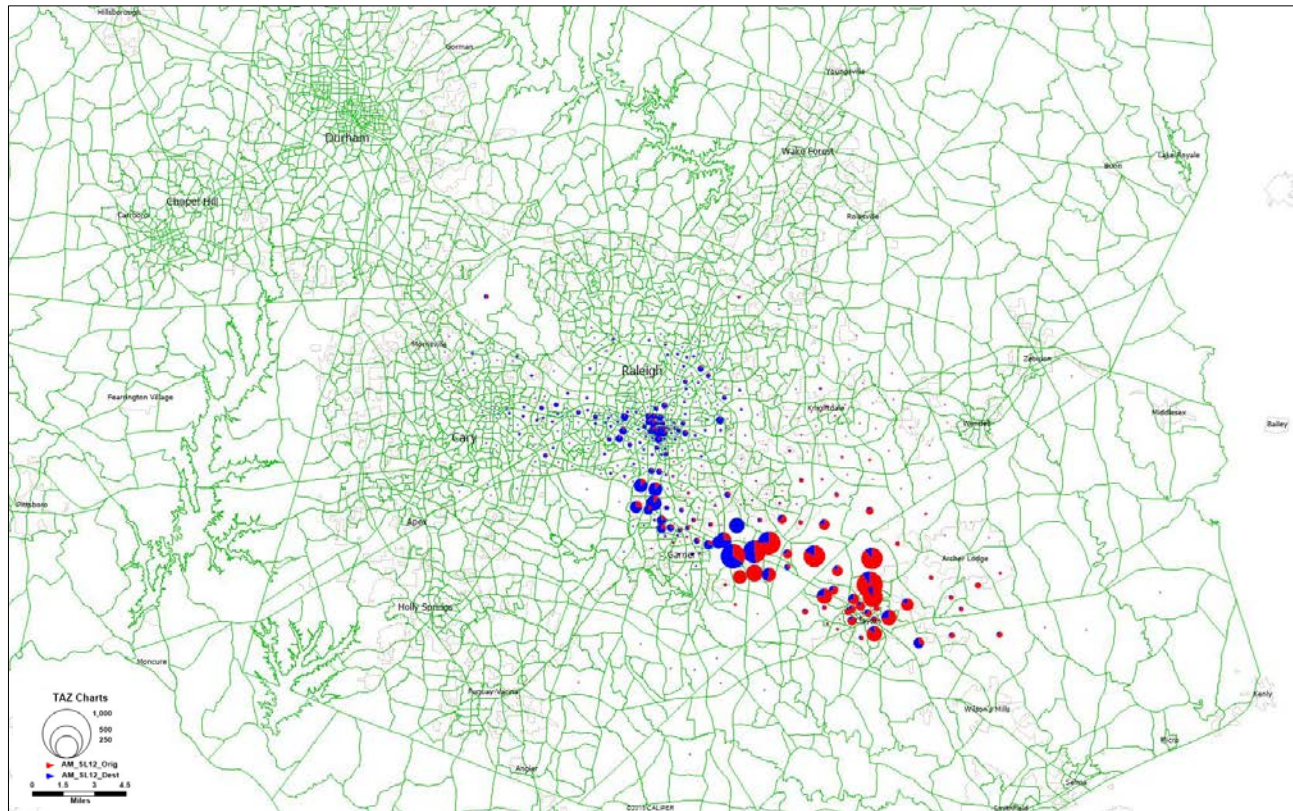 Hillsborough
Gorman
Youngsville
Durham
Wake Forest
Bunn
Lake Royale
Chapel Hill
Carrboro
Rolesville
Morrisville
Raleigh
Zebulon
Fearrington Village
Knightdale
Middlesex
Wendell
Bailey
Cary
Pittsboro
Apex
Garner
Archer Lodge
Holly Springs
Moncure
Fuquay-Varina
Kenly
TAZ Charts
Wilson's Mills
1,000
500
250
Micro
AM_SL12_Orig
Angier
AM_SL12_Dest
Selma
0 1.5 3 4.5
Miles
©2015 CALIPER